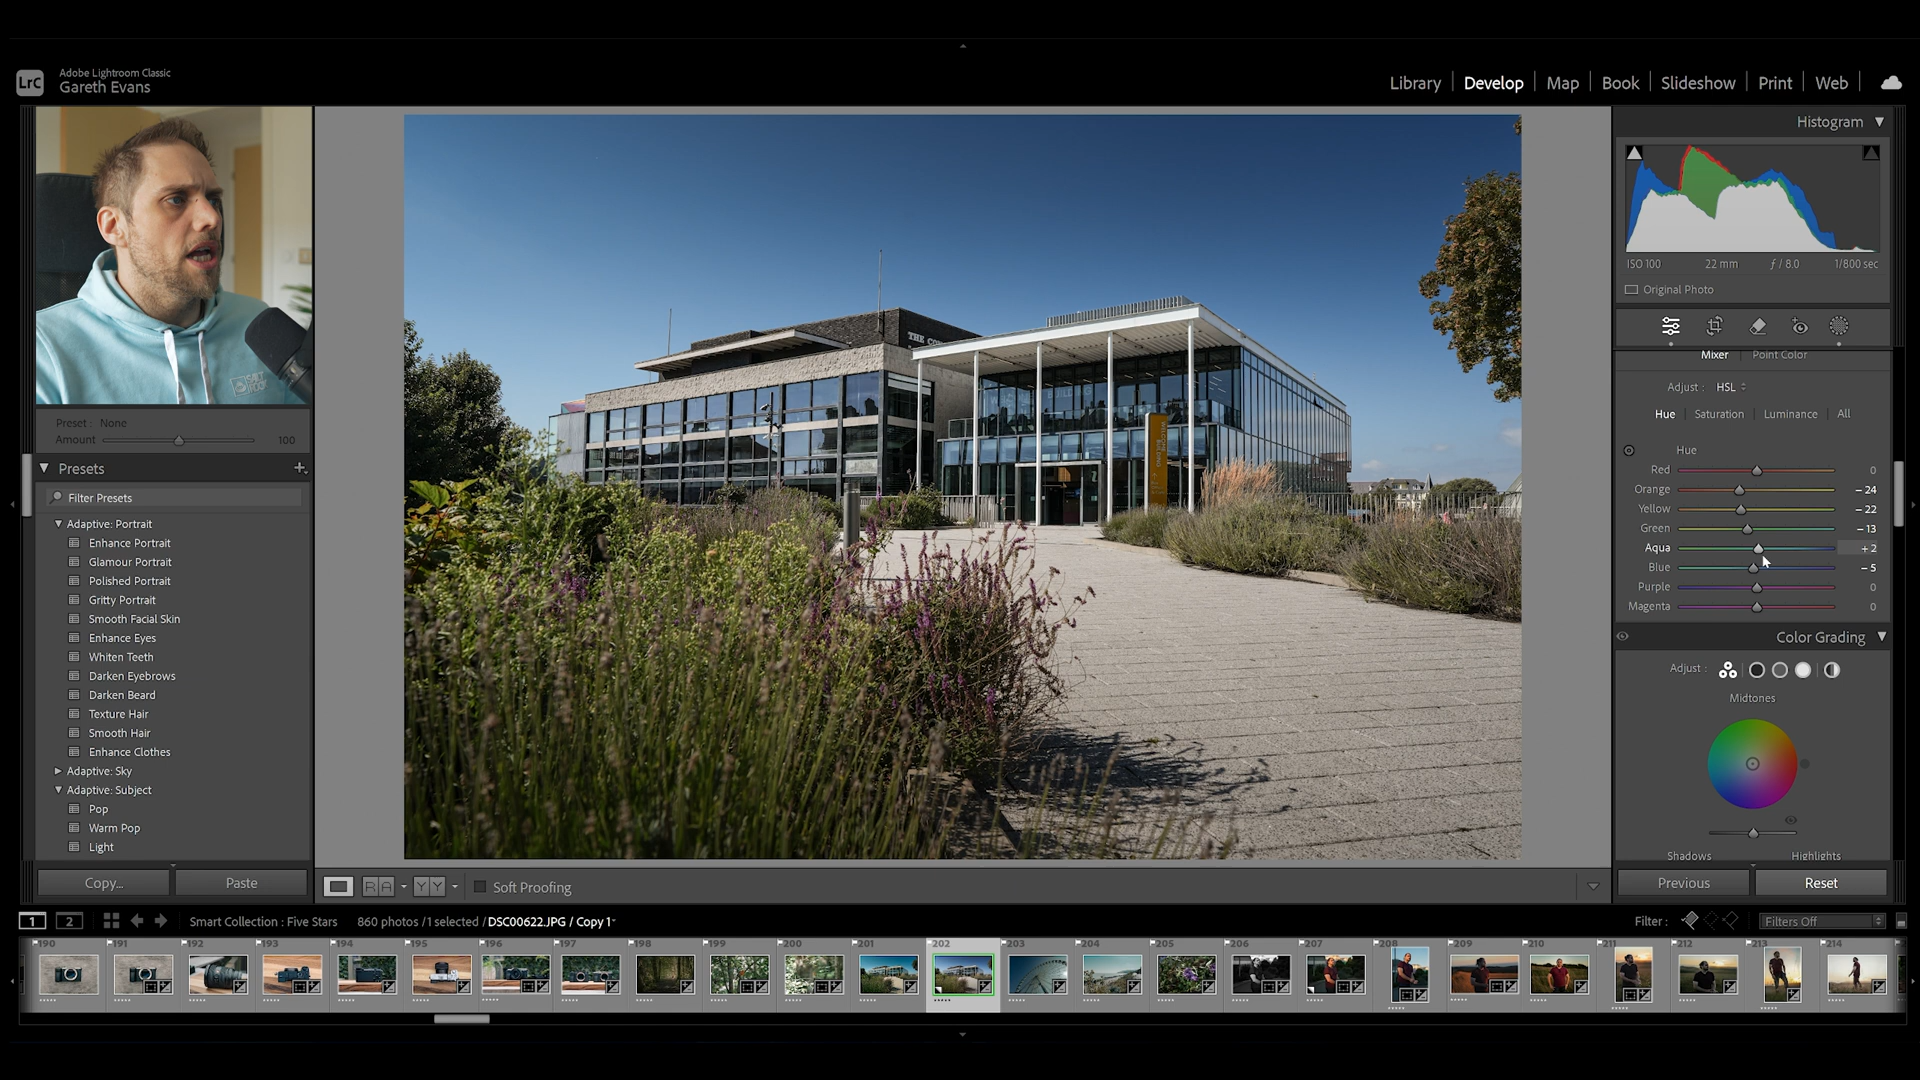 LrC
Adobe Lightroom Classic
Gareth Evans
Library | Develop | Map | Book | Slideshow | Print | Web
Preset : None
Amount 100
Presets
Filter Presets
Adaptive: Portrait
Enhance Portrait
Glamour Portrait
Polished Portrait
Gritty Portrait
Smooth Facial Skin
Enhance Eyes
Whiten Teeth
Darken Eyebrows
Darken Beard
Texture Hair
Smooth Hair
Enhance Clothes
Adaptive: Sky
Adaptive: Subject
Pop
Warm Pop
Light
Copy... Paste
THE CO
Histogram
ISO 100 22 mm ƒ / 8.0 1/800 sec
Original Photo
Mixer | Point Color
Adjust : HSL
Hue | Saturation | Luminance | All
Hue
Red 0
Orange – 24
Yellow – 22
Green – 13
Aqua + 2
Blue – 5
Purple 0
Magenta 0
Color Grading
Adjust :
Midtones
Shadows Highlights
Previous Reset
R A Y Y Soft Proofing
1 2 Smart Collection : Five Stars 860 photos / 1 selected / DSC00622.JPG / Copy 1
Filter : Filters Off
190 191 192 193 194 195 196 197 198 199 200 201 202 203 204 205 206 207 208 209 210 211 212 213 214